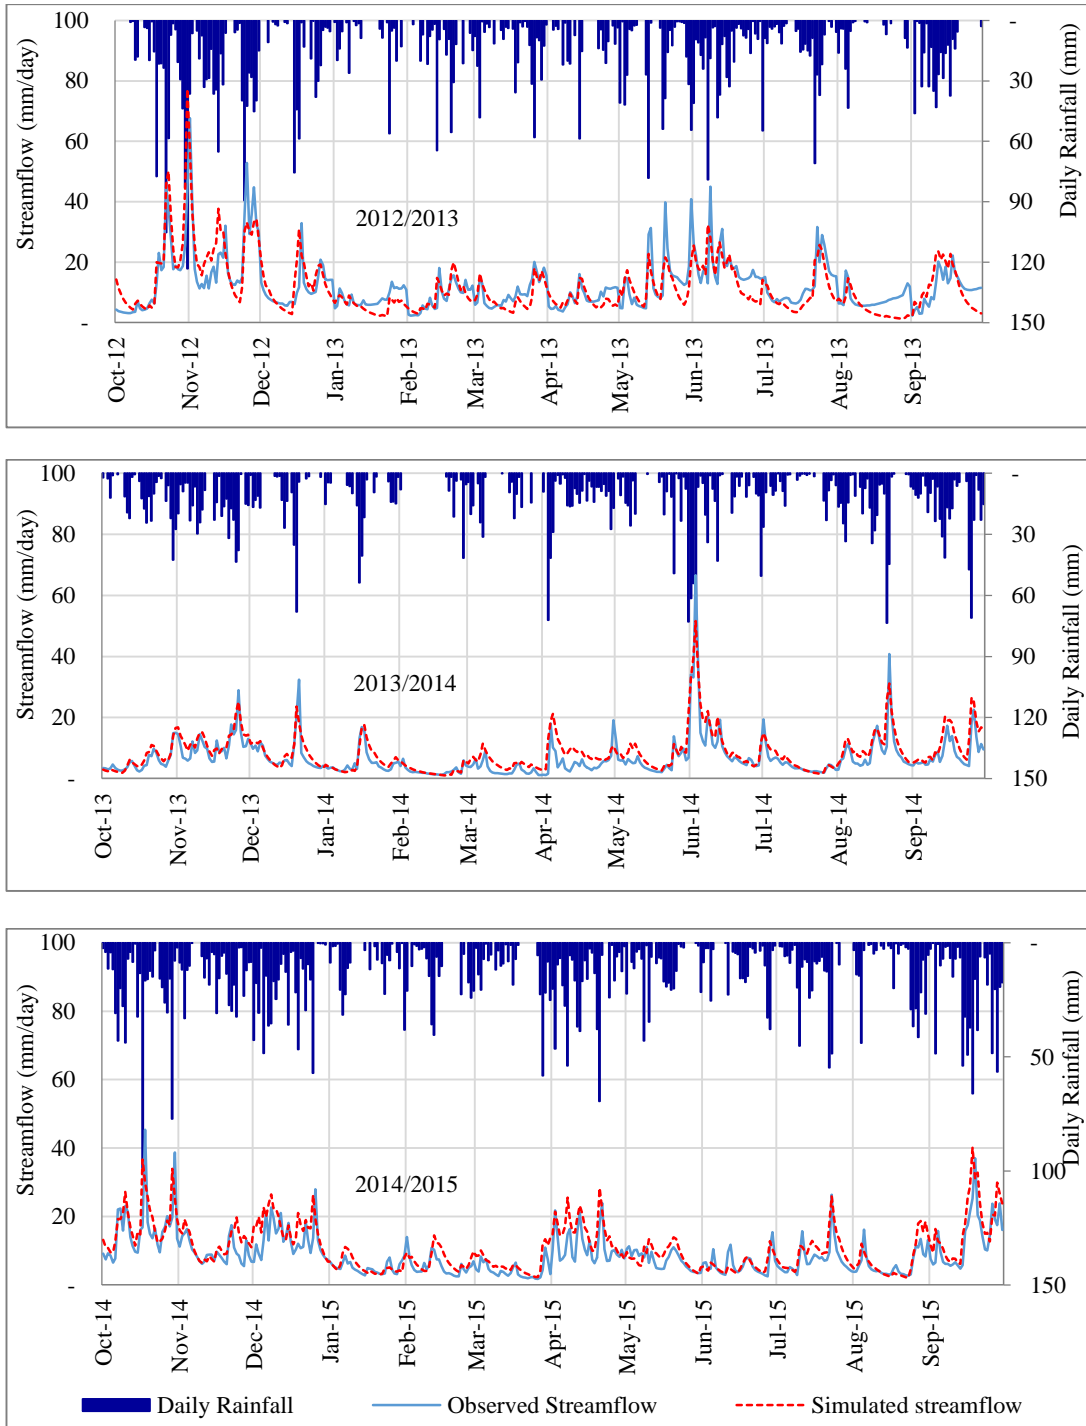 Streamflow (mm/day)
100
80
60
40
20
-
-
30
60
90
120
150
Daily Rainfall (mm)
2012/2013
Oct-12
Nov-12
Dec-12
Jan-13
Feb-13
Mar-13
Apr-13
May-13
Jun-13
Jul-13
Aug-13
Sep-13
Streamflow (mm/day)
100
80
60
40
20
-
-
30
60
90
120
150
Daily Rainfall (mm)
2013/2014
Oct-13
Nov-13
Dec-13
Jan-14
Feb-14
Mar-14
Apr-14
May-14
Jun-14
Jul-14
Aug-14
Sep-14
Streamflow (mm/day)
100
80
60
40
20
-
-
50
100
150
Daily Rainfall (mm)
2014/2015
Oct-14
Nov-14
Dec-14
Jan-15
Feb-15
Mar-15
Apr-15
May-15
Jun-15
Jul-15
Aug-15
Sep-15
Daily Rainfall Observed Streamflow Simulated streamflow